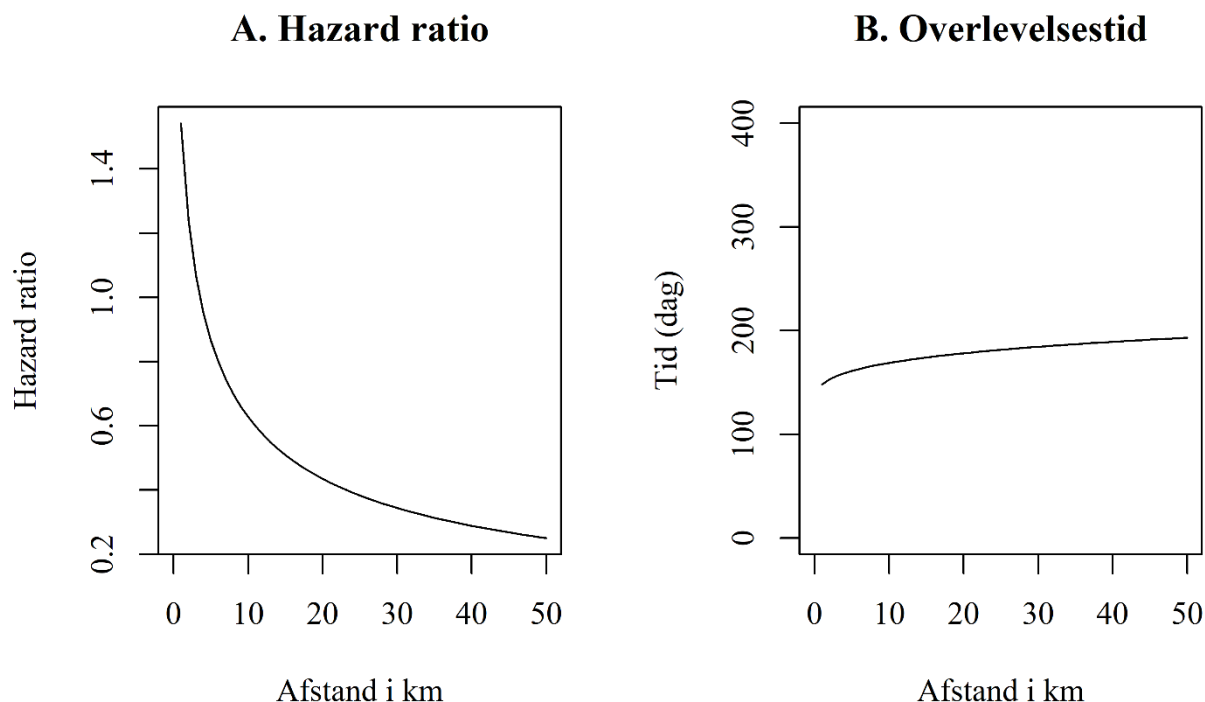 A. Hazard ratio
Hazard ratio
1.4
1.0
0.6
0.2
0 10 20 30 40 50
Afstand i km
B. Overlevelsestid
Tid (dag)
400
300
200
100
0
0 10 20 30 40 50
Afstand i km